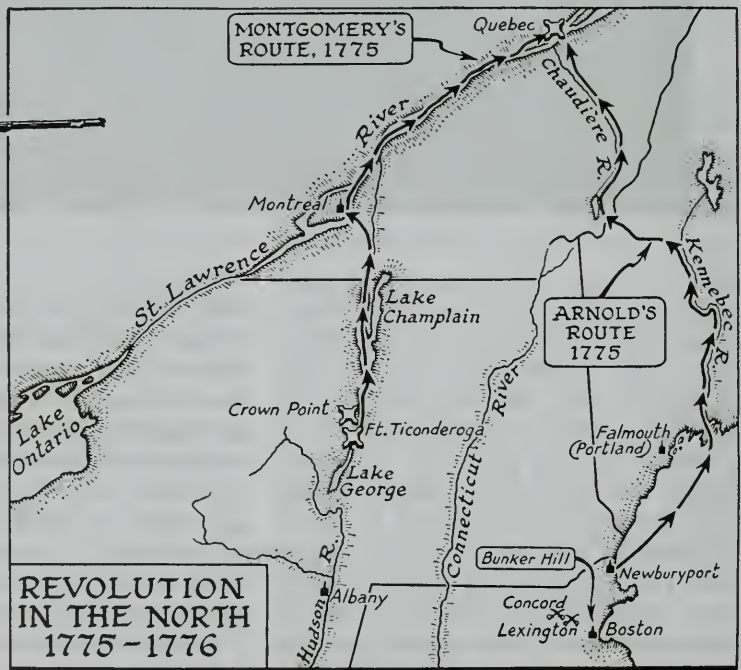 MONTGOMERY'S
ROUTE, 1775
Quebec
Chaudière R.
River
Montreal
St. Lawrence
Kennebec R.
Lake
Champlain
ARNOLD'S
ROUTE
1775
Crown Point
Ft. Ticonderoga
Lake
Ontario
River
Falmouth
(Portland)
Lake
George
Connecticut
Bunker Hill
Newburyport
REVOLUTION
IN THE NORTH
1775–1776
Hudson R.
Albany
Concord
Lexington
Boston